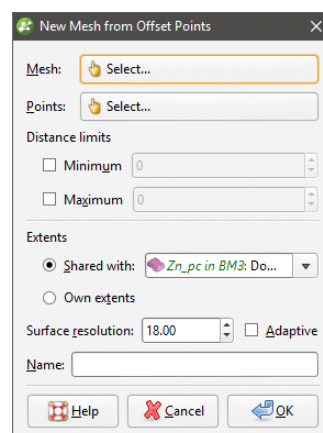 New Mesh from Offset Points
Mesh: Select...
Points: Select...
Distance limits
Minimum 0
Maximum 0
Extents
Shared with: Zn_pc in BM3: Do...
Own extents
Surface resolution: 18.00 Adaptive
Name:
Help Cancel OK